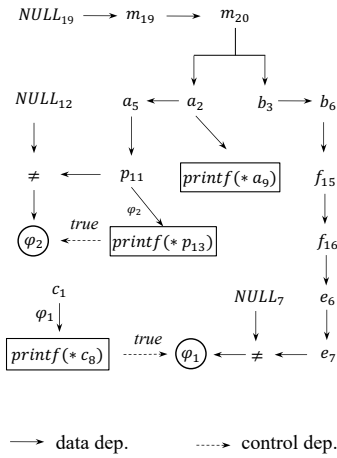 NULL₁₉ m₁₉ m₂₀
NULL₁₂ a₅ a₂ b₃ b₆
≠ p₁₁ printf(* a₉) f₁₅
φ₂
φ₂ true printf(* p₁₃) f₁₆
c₁ NULL₇ e₆
φ₁
printf(* c₈) true φ₁ ≠ e₇
data dep. control dep.